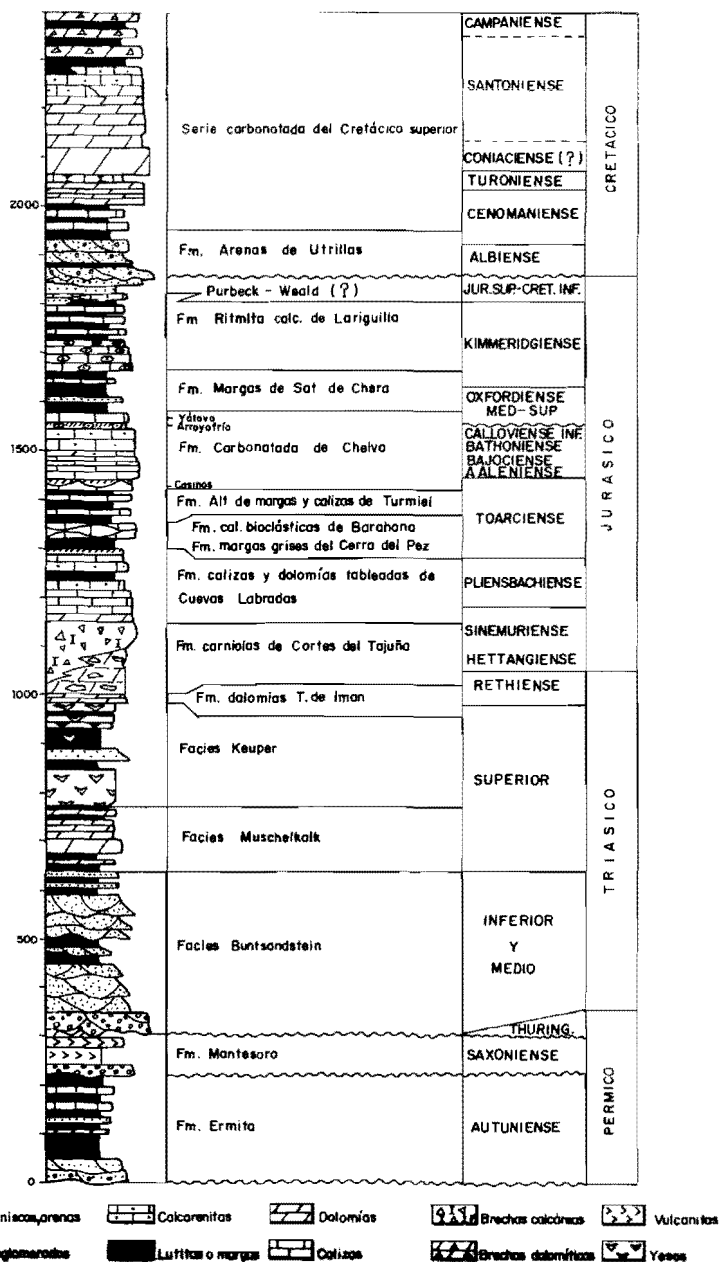 CAMPANIENSE
SANTONIENSE
CONIACIENSE (?)
TURONIENSE
CENOMANIENSE
ALBIENSE
JUR.SUP-CRET. INF.
KIMMERIDGIENSE
OXFORDIENSE
MED-SUP
CALLOVIENSE INF.
BATHONIENSE
BAJOCIENSE
AALENIENSE
TOARCIENSE
PLIENSBACHIENSE
SINEMURIENSE
HETTANGIENSE
RETHIENSE
SUPERIOR
INFERIOR
Y
MEDIO
THURING.
SAXONIENSE
AUTUNIENSE
CRETACICO
JURASICO
TRIASICO
PERMICO
Serie carbonatada del Cretácico superior
Fm. Arenas de Utrillas
Purbeck - Weald (?)
Fm Ritmita calc. de Loriguilla
Fm. Margas de Sot de Chera
Yátova
Arroyofrío
Fm. Carbonatada de Chelva
Casinos
Fm. Alt de margas y calizas de Turmiel
Fm. cal. bioclásticas de Barahona
Fm. margas grises del Cerro del Pez
Fm. calizas y dolomías tableadas de
Cuevas Labradas
Fm. carniolas de Cortes del Tajuña
Fm. dolomias T. de Iman
Facies Keuper
Facies Muschelkalk
Facies Buntsandstein
Fm. Montesoro
Fm. Ermita
2000
1500
1000
500
0
niscas,arenas
Calcarenitas
Dolomías
Brechas calcáreas
Vulcanitas
glomerados
Lutitas o margas
Calizas
Brechas dolomíticas
Yesos